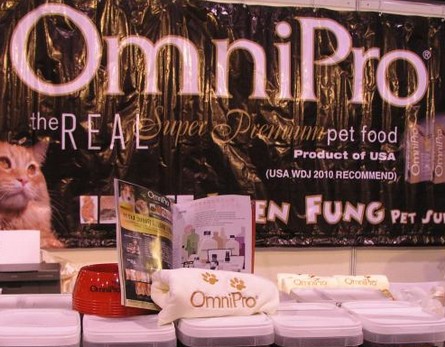 OmniPro®
the REAL Super Premium pet food
Product of USA
(USA WDJ 2010 RECOMMEND)
EN FUNG PET SU
OmniPro
OmniPro